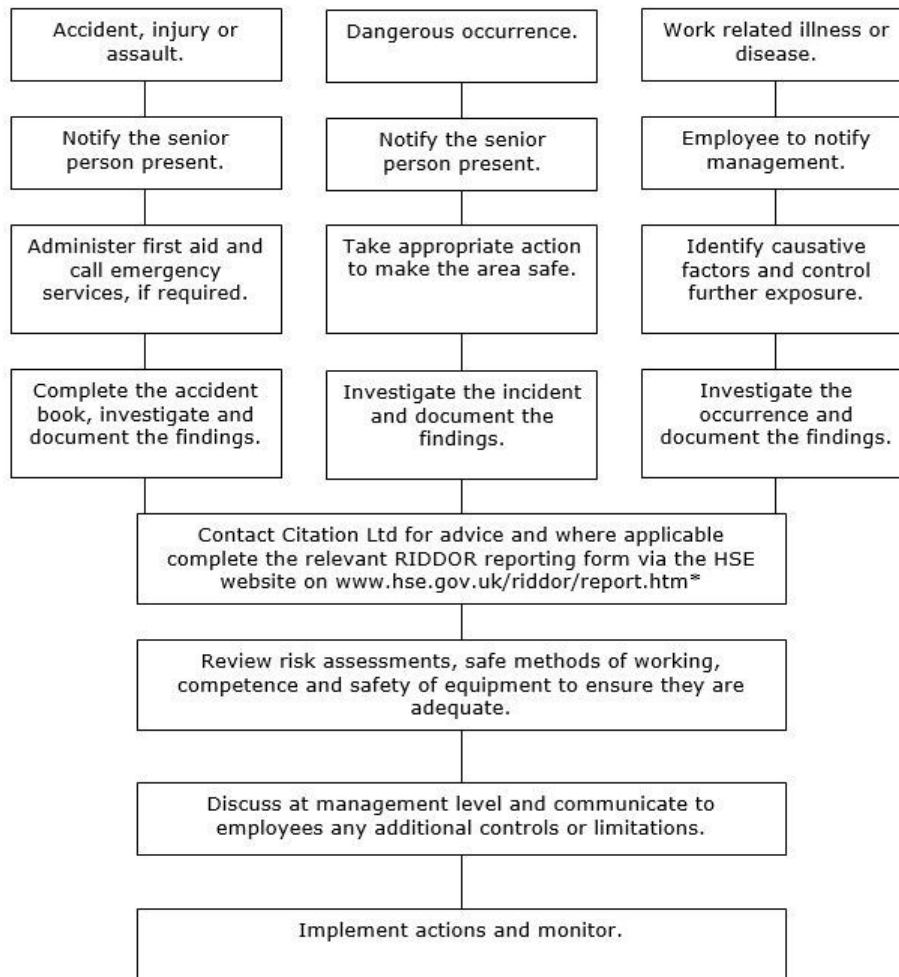 Accident, injury or
assault.
Dangerous occurrence.
Work related illness or
disease.
Notify the senior
person present.
Notify the senior
person present.
Employee to notify
management.
Administer first aid and
call emergency
services, if required.
Take appropriate action
to make the area safe.
Identify causative
factors and control
further exposure.
Complete the accident
book, investigate and
document the findings.
Investigate the incident
and document the
findings.
Investigate the
occurrence and
document the findings.
Contact Citation Ltd for advice and where applicable
complete the relevant RIDDOR reporting form via the HSE
website on www.hse.gov.uk/riddor/report.htm*
Review risk assessments, safe methods of working,
competence and safety of equipment to ensure they are
adequate.
Discuss at management level and communicate to
employees any additional controls or limitations.
Implement actions and monitor.